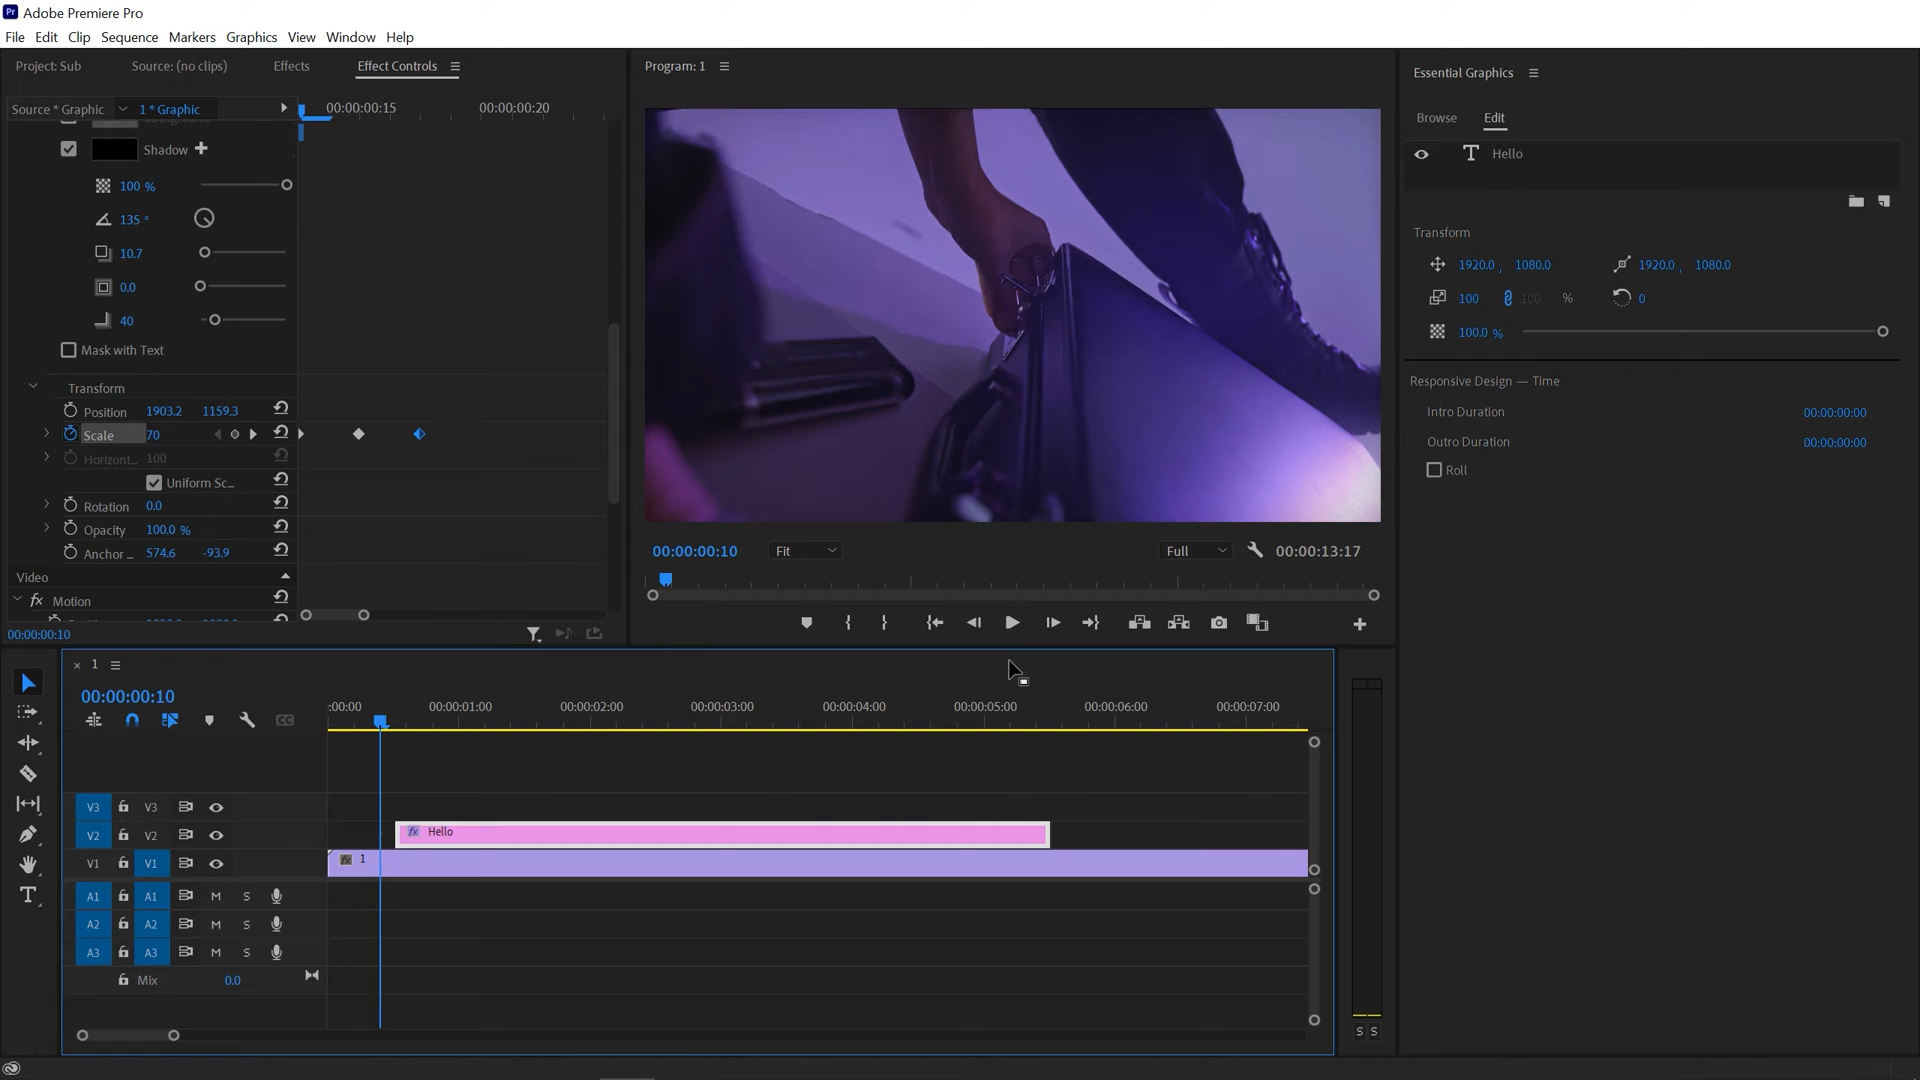 Pr Adobe Premiere Pro
File Edit Clip Sequence Markers Graphics View Window Help
Project: Sub Source: (no clips) Effects Effect Controls
Source * Graphic 1 * Graphic 00:00:00:15 00:00:00:20
Shadow
100 %
135 °
10.7
0.0
40
Mask with Text
Transform
Position 1903.2 1159.3
Scale 70
Horizont... 100
Uniform Sc...
Rotation 0.0
Opacity 100.0 %
Anchor ... 574.6 -93.9
Video
fx Motion
00:00:00:10
Program: 1
00:00:00:10 Fit Full 00:00:13:17
Essential Graphics
Browse Edit
T Hello
Transform
1920.0 , 1080.0 1920.0 , 1080.0
100 100 % 0
100.0 %
Responsive Design — Time
Intro Duration 00:00:00:00
Outro Duration 00:00:00:00
Roll
× 1
00:00:00:10
:00:00 00:00:01:00 00:00:02:00 00:00:03:00 00:00:04:00 00:00:05:00 00:00:06:00 00:00:07:00
CC
V3 V3
V2 V2 fx Hello
V1 V1 fx 1
A1 A1 M S
A2 A2 M S
A3 A3 M S
Mix 0.0
S S